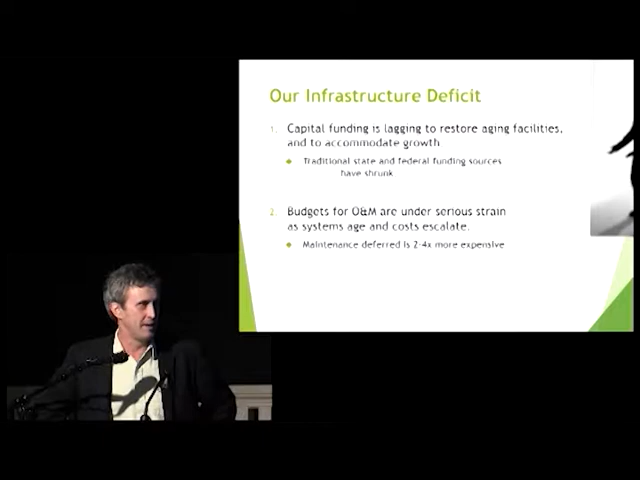 Our Infrastructure Deficit
1. Capital funding is lagging to restore aging facilities,
and to accommodate growth
Traditional state and federal funding sources
have shrunk
2. Budgets for O&M are under serious strain
as systems age and costs escalate.
Maintenance deferred is 2-4x more expensive